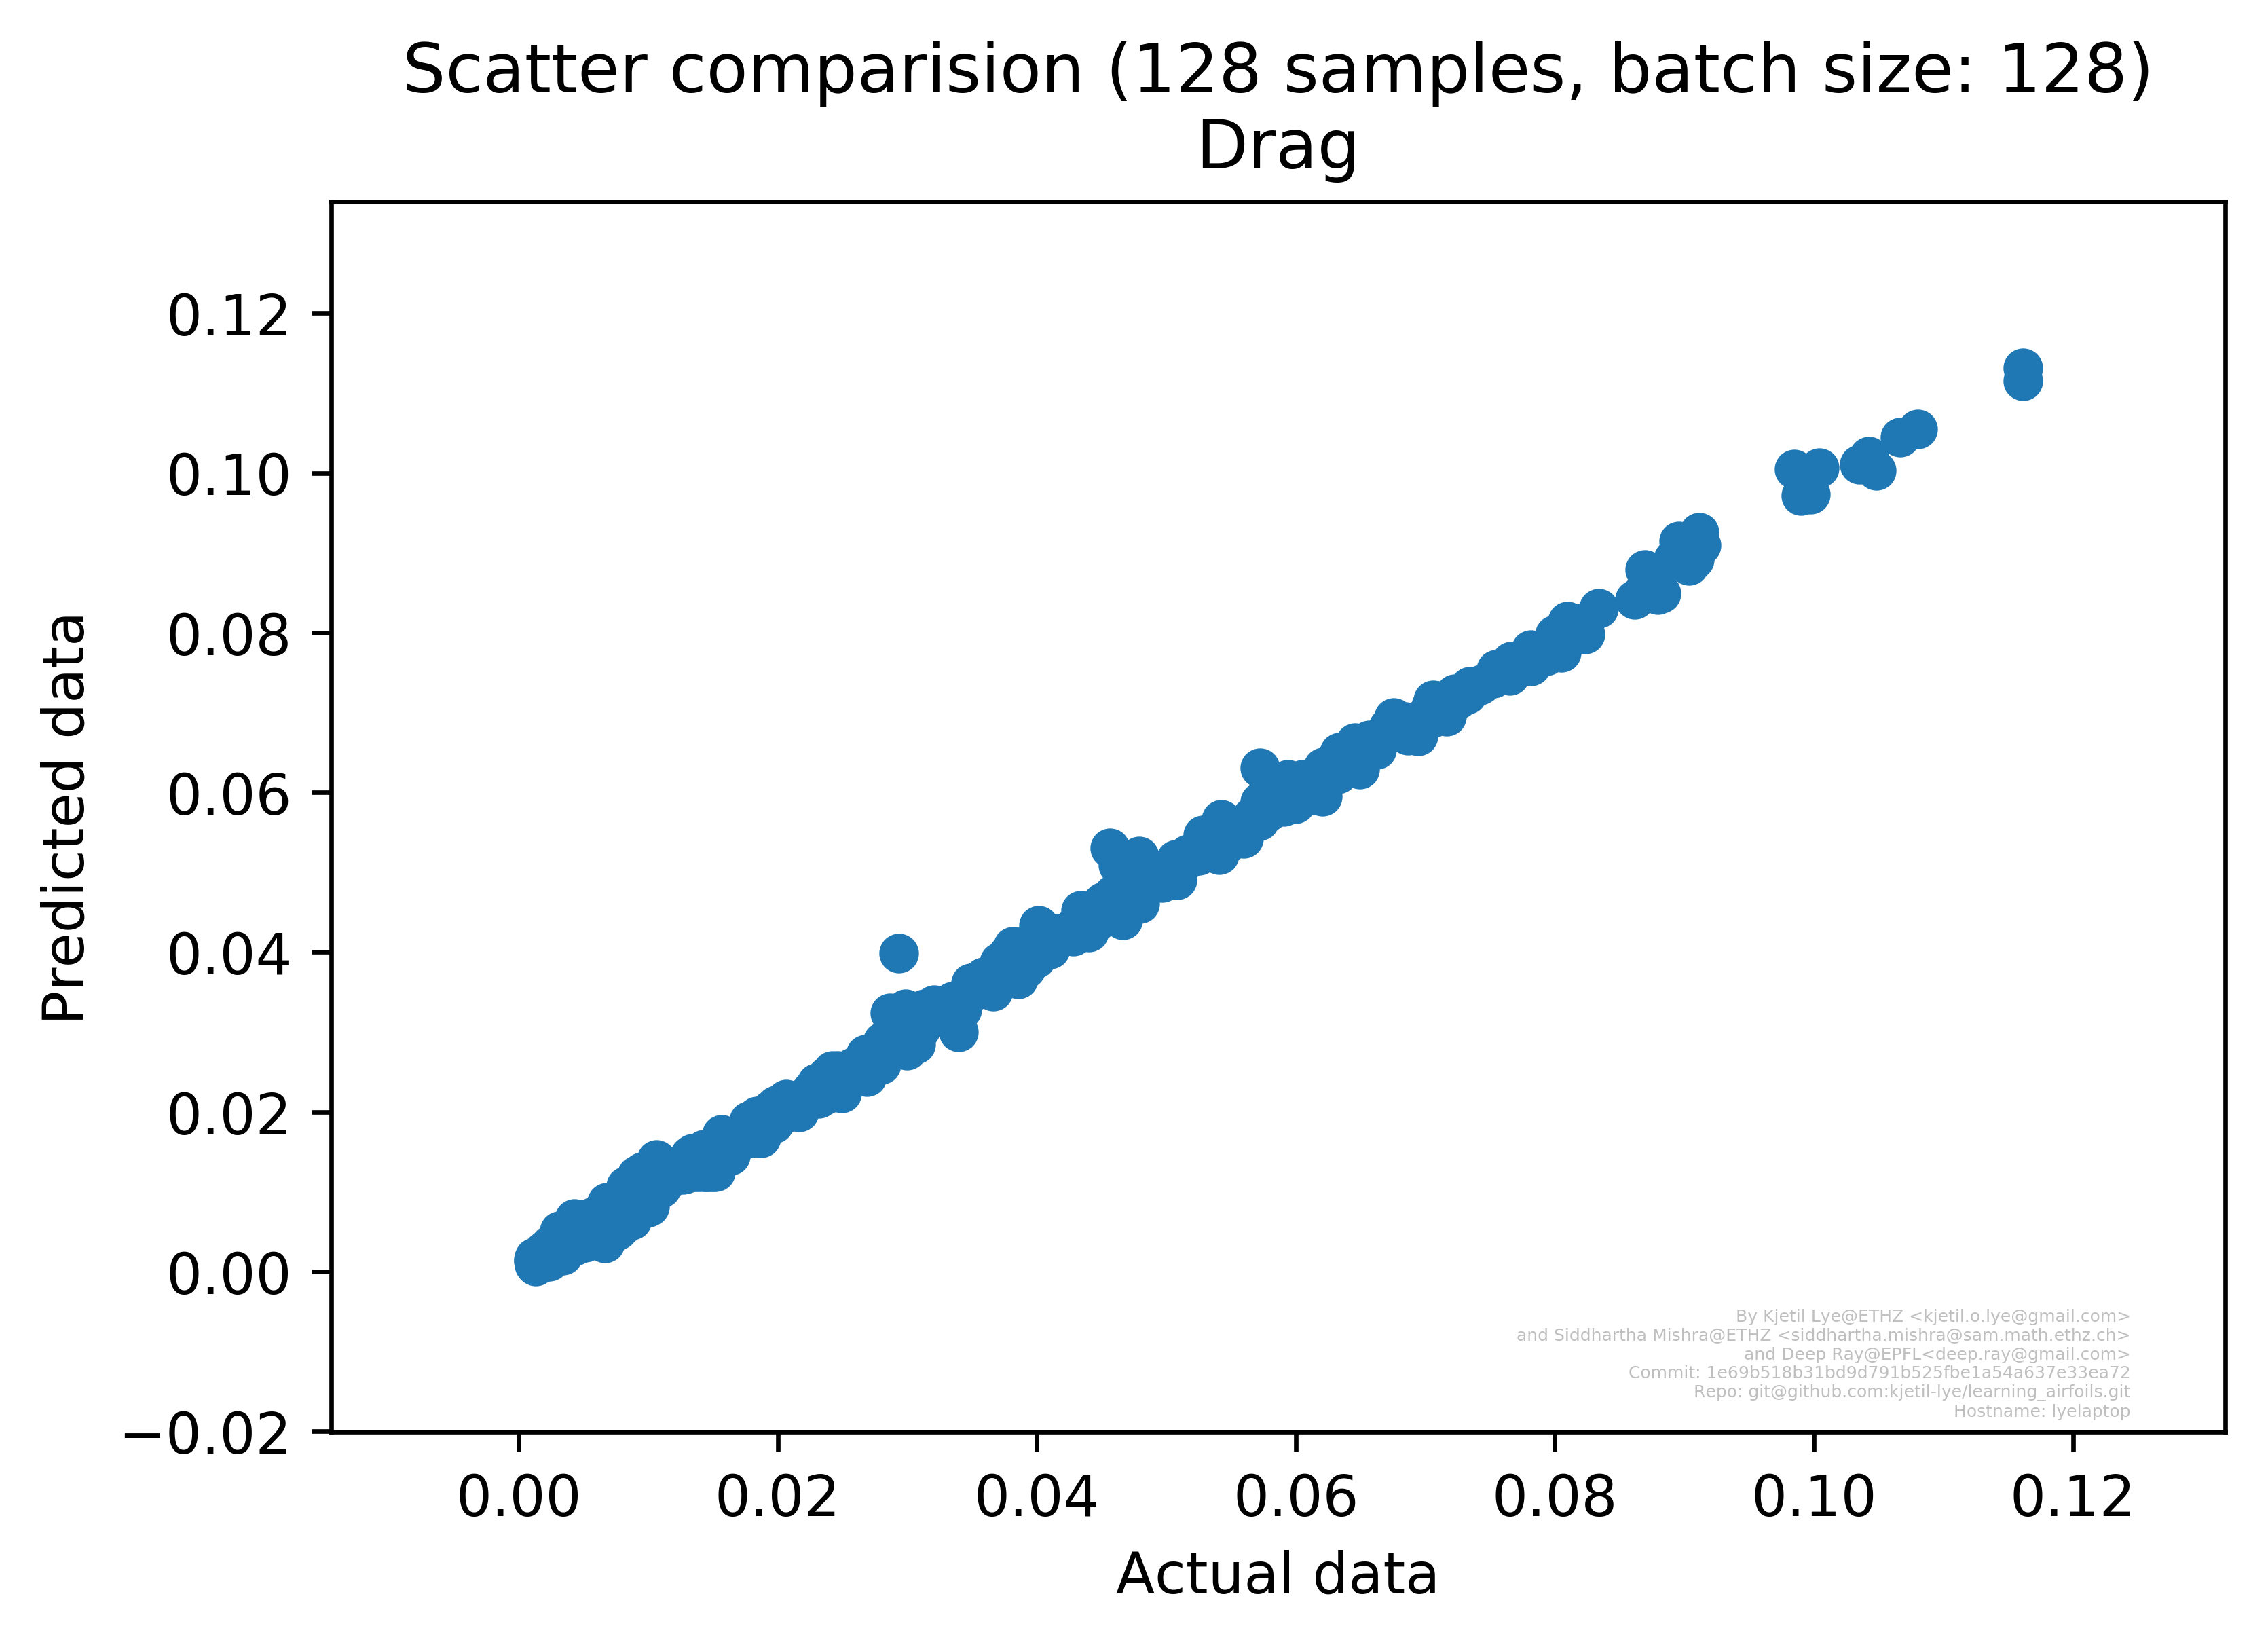 Scatter comparision (128 samples, batch size: 128)
Drag
0.12
0.10
0.08
0.06
0.04
0.02
0.00
−0.02
Predicted data
0.00 0.02 0.04 0.06 0.08 0.10 0.12
Actual data
By Kjetil Lye@ETHZ <kjetil.o.lye@gmail.com>
and Siddhartha Mishra@ETHZ <siddhartha.mishra@sam.math.ethz.ch>
and Deep Ray@EPFL<deep.ray@gmail.com>
Commit: 1e69b518b31bd9d791b525fbe1a54a637e33ea72
Repo: git@github.com:kjetil-lye/learning_airfoils.git
Hostname: lyelaptop